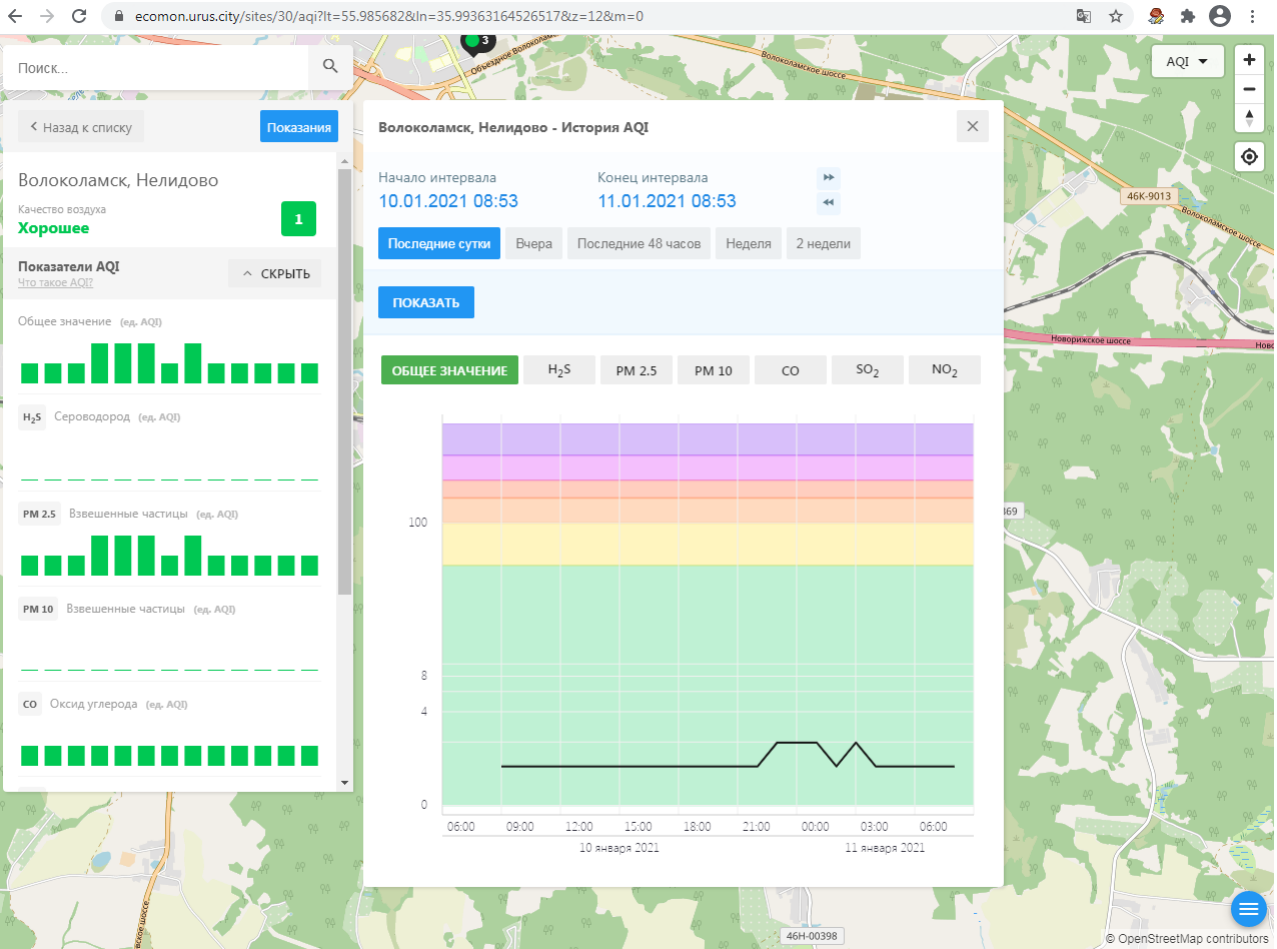 ecomon.urus.city/sites/30/aqi?lt=55.985682&ln=35.99363164526517&z=12&m=0
3
Объездное Волоколамск
Волоколамское шоссе
Поиск...
AQI
Назад к списку
Показания
Волоколамск, Нелидово
Качество воздуха
Хорошее
1
Показатели AQI
Что такое AQI?
СКРЫТЬ
Общее значение (ед. AQI)
H₂S Сероводород (ед. AQI)
PM 2.5 Взвешенные частицы (ед. AQI)
PM 10 Взвешенные частицы (ед. AQI)
CO Оксид углерода (ед. AQI)
Волоколамск, Нелидово - История AQI
Начало интервала
Конец интервала
10.01.2021 08:53
11.01.2021 08:53
Последние сутки
Вчера
Последние 48 часов
Неделя
2 недели
ПОКАЗАТЬ
ОБЩЕЕ ЗНАЧЕНИЕ
H₂S
PM 2.5
PM 10
CO
SO₂
NO₂
100
8
4
0
06:00 09:00 12:00 15:00 18:00 21:00 00:00 03:00 06:00
10 января 2021
11 января 2021
46К-9013
Волоколамское шоссе
Новорижское шоссе
Ново
369
46Н-00398
© OpenStreetMap contributors